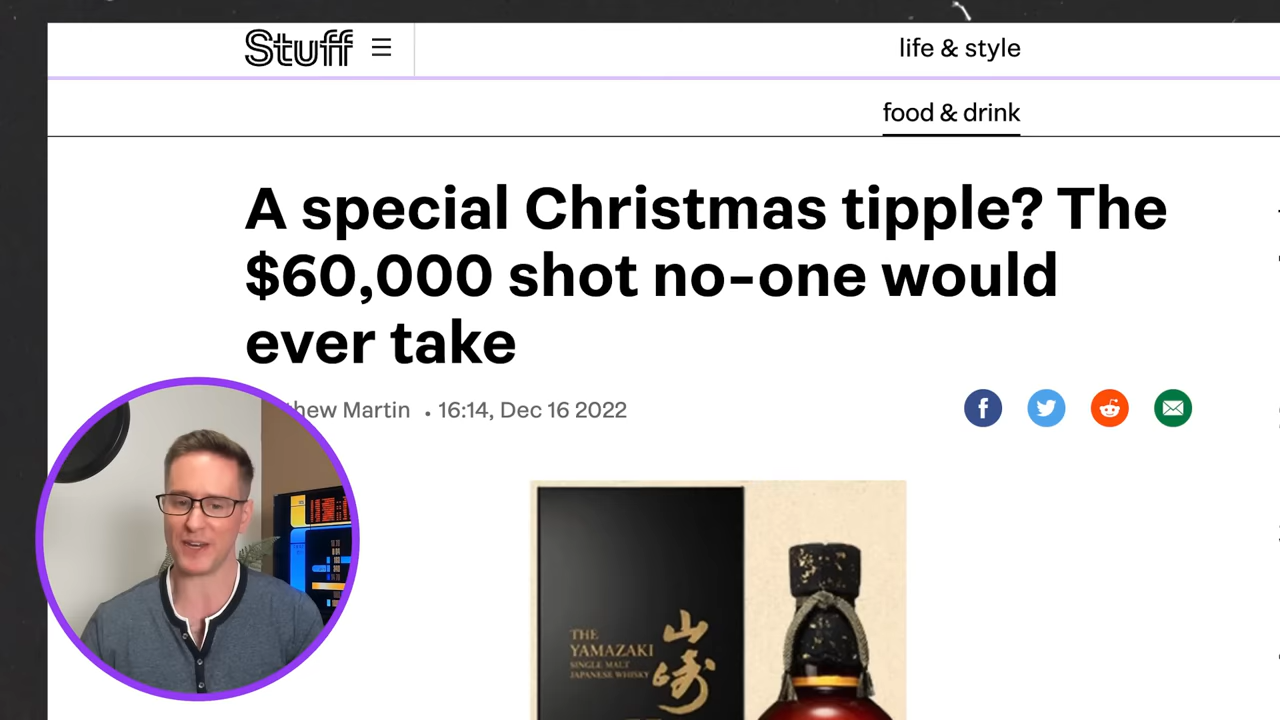 Stuff
life & style
food & drink
A special Christmas tipple? The
$60,000 shot no-one would
ever take
hew Martin • 16:14, Dec 16 2022
THE
YAMAZAKI
SINGLE MALT
JAPANESE WHISKY
山崎